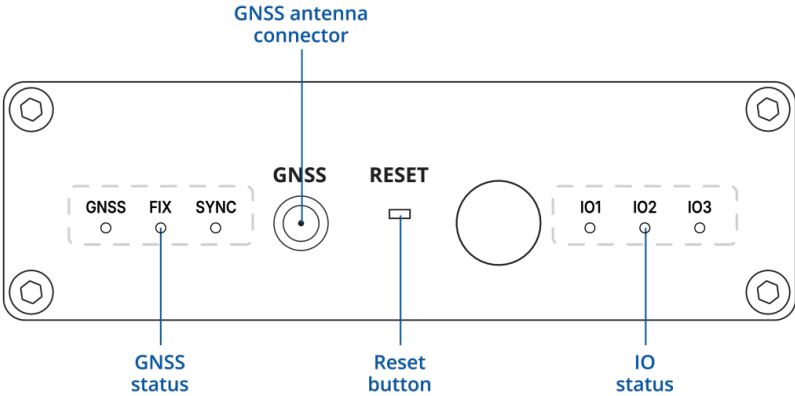 GNSS antenna
connector
GNSS RESET
GNSS FIX SYNC
IO1 IO2 IO3
GNSS
status
Reset
button
IO
status